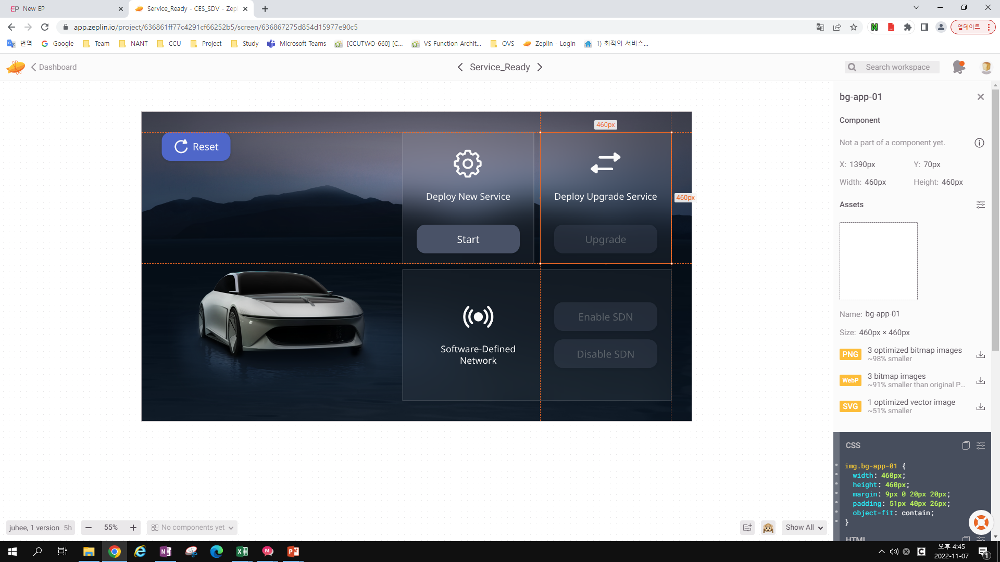 EP New EP
Service_Ready - CES_SDV - Zepl
app.zeplin.io/project/636861ff77c4291cf66252b5/screen/636867275d854d15977e90c5
업데이트
번역
Google
Team
NANT
CCU
Project
Study
Microsoft Teams
[CCUTWO-660] [C...
VS Function Archit...
OVS
Zeplin - Login
1) 최적의 서비스...
Dashboard
Service_Ready
Search workspace
460px
Reset
Deploy New Service
Deploy Upgrade Service
460px
Start
Upgrade
Software-Defined
Network
Enable SDN
Disable SDN
bg-app-01
Component
Not a part of a component yet.
X: 1390px
Y: 70px
Width: 460px
Height: 460px
Assets
Name: bg-app-01
Size: 460px × 460px
PNG
3 optimized bitmap images
~98% smaller
WebP
3 bitmap images
~91% smaller than original P...
SVG
1 optimized vector image
~51% smaller
CSS
img.bg-app-01 {
width: 460px;
height: 460px;
margin: 9px 0 20px 20px;
padding: 51px 40px 26px;
object-fit: contain;
}
HTML
juhee, 1 version 5h
55%
No components yet
Show All
오후 4:45
2022-11-07
1